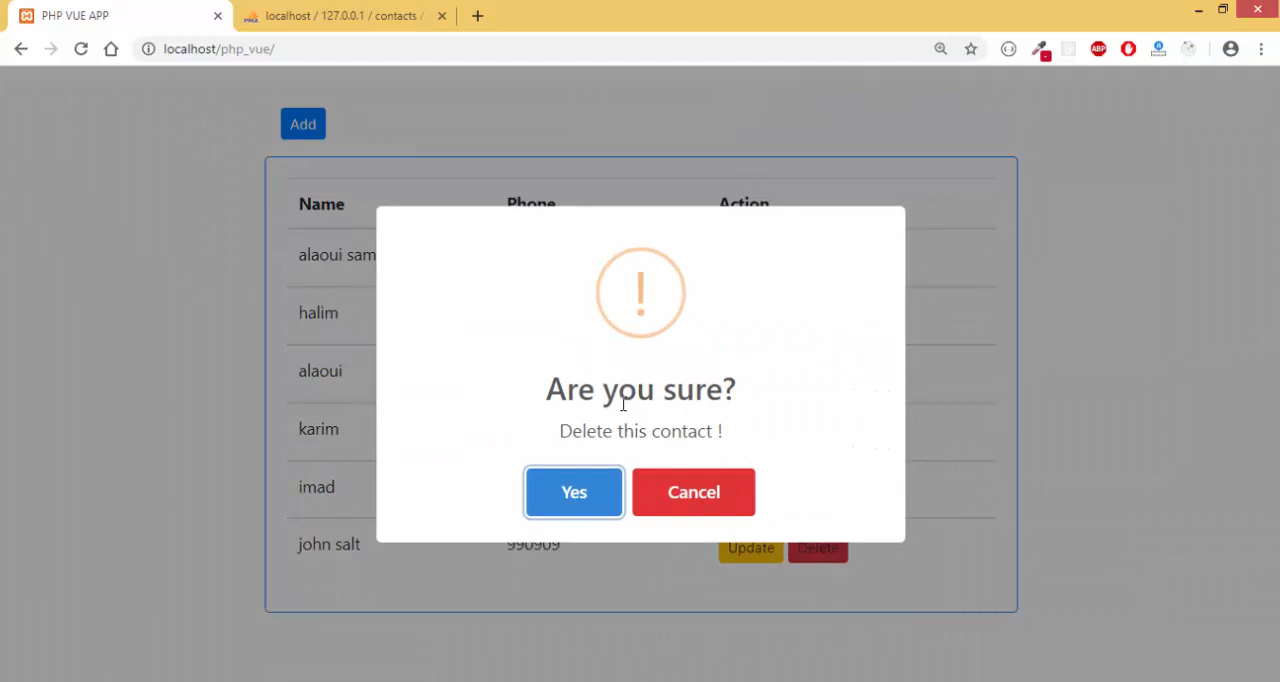 PHP VUE APP
localhost / 127.0.0.1 / contacts /
localhost/php_vue/
ABP
Add
Name Phone Action
alaoui sam
halim
alaoui
karim
imad
john salt 990909 Update Delete
!
Are you sure?
Delete this contact !
Yes Cancel